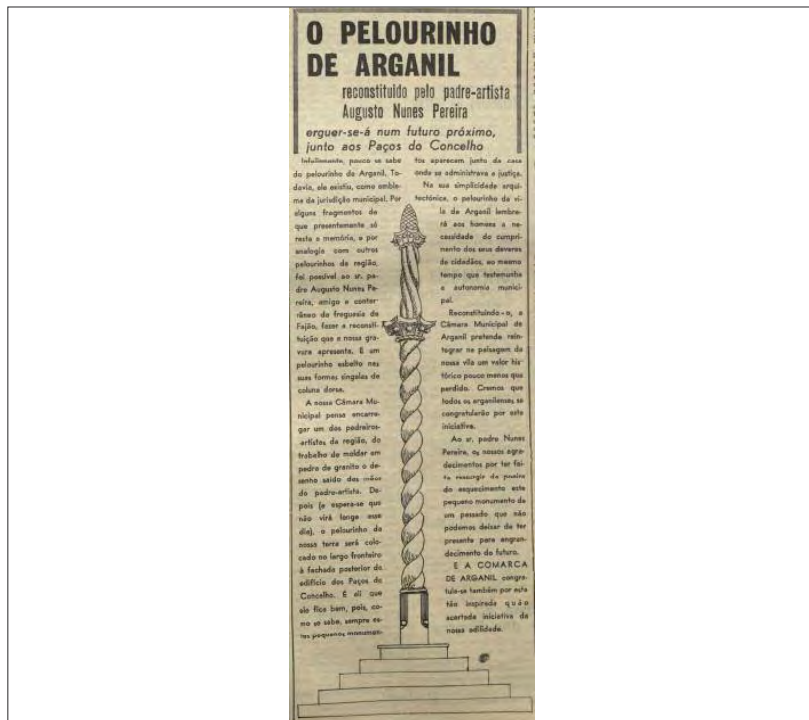 O PELOURINHO
DE ARGANIL
reconstituido pelo padre-artista
Augusto Nunes Pereira
erguer-se-á num futuro próximo,
junto aos Paços do Concelho
Infelizmente, pouco se sabe
do pelourinho de Arganil. To-
davia, ele existiu, como emble-
ma da jurisdição municipal. Por
alguns fragmentos de
que presentemente só
resta a memória, e por
analogia com outros
pelourinhos da região,
foi possível ao sr. pa-
dre Augusto Nunes Pe-
reira, amigo e conter-
râneo da freguesia de
Fajão, fazer a reconsti-
tuição que a nossa gra-
vura apresenta. É um
pelourinho esbelto nas
suas formas singelas de
coluna dorsa.
A nossa Câmara Mu-
nicipal pensa encarre-
gar um dos pedreiros-
-artistas da região, do
trabalho de moldar em
pedra de granito o de-
senho saído das mãos
do padre-artista. De-
pois (e espera-se que
não virá longe esse
dia), o pelourinho da
nossa terra será colo-
cado no largo fronteiro
à fachada posterior do
edifício dos Paços do
Concelho. É ali que
ele fica bem, pois, co-
mo se sabe, sempre es-
tes pequenos monumen-
tos aparecem junto da casa
onde se administrava a justiça.
Na sua simplicidade arqui-
tectónica, o pelourinho da vi-
la de Arganil lembra-
rá aos homens a ne-
cessidade do cumpri-
mento dos seus deveres
de cidadãos, ao mesmo
tempo que testemunha
a autonomia munici-
pal.
Reconstituindo-o, a
Câmara Municipal de
Arganil pretende rein-
tegrar na paisagem da
nossa vila um valor his-
tórico pouco menos que
perdido. Cremos que
todos os arganilenses se
congratularão por esta
iniciativa.
Ao sr. padre Nunes
Pereira, os nossos agra-
decimentos por ter fei-
to ressurgir da poeira
do esquecimento este
pequeno monumento de
um passado que não
podemos deixar de ter
presente para engran-
decimento do futuro.
E A COMARCA
DE ARGANIL congra-
tula-se também por esta
tão inspirada quão
acertada iniciativa da
nossa edilidade.